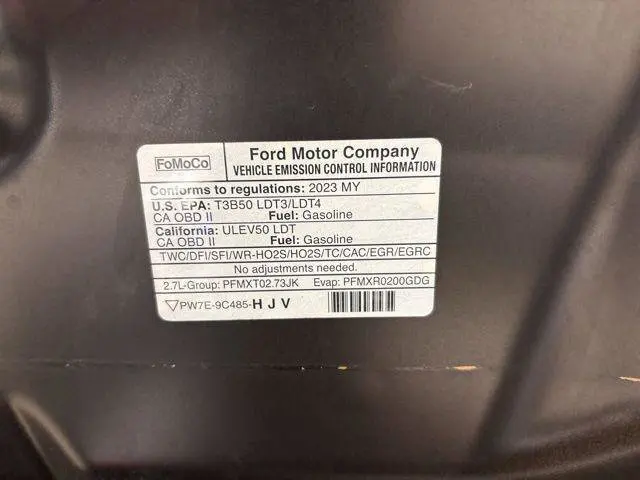 FoMoCo
Ford Motor Company
VEHICLE EMISSION CONTROL INFORMATION
Conforms to regulations: 2023 MY
U.S. EPA: T3B50 LDT3/LDT4
CA OBD II Fuel: Gasoline
California: ULEV50 LDT
CA OBD II Fuel: Gasoline
TWC/DFI/SFI/WR-HO2S/HO2S/TC/CAC/EGR/EGRC
No adjustments needed.
2.7L-Group: PFMXT02.73JK Evap: PFMXR0200GDG
PW7E-9C485-H J V